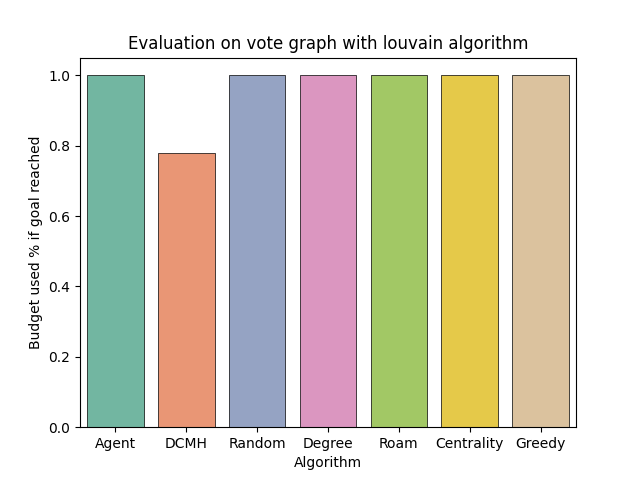 Evaluation on vote graph with louvain algorithm
Budget used % if goal reached
1.0
0.8
0.6
0.4
0.2
0.0
Agent DCMH Random Degree Roam Centrality Greedy
Algorithm